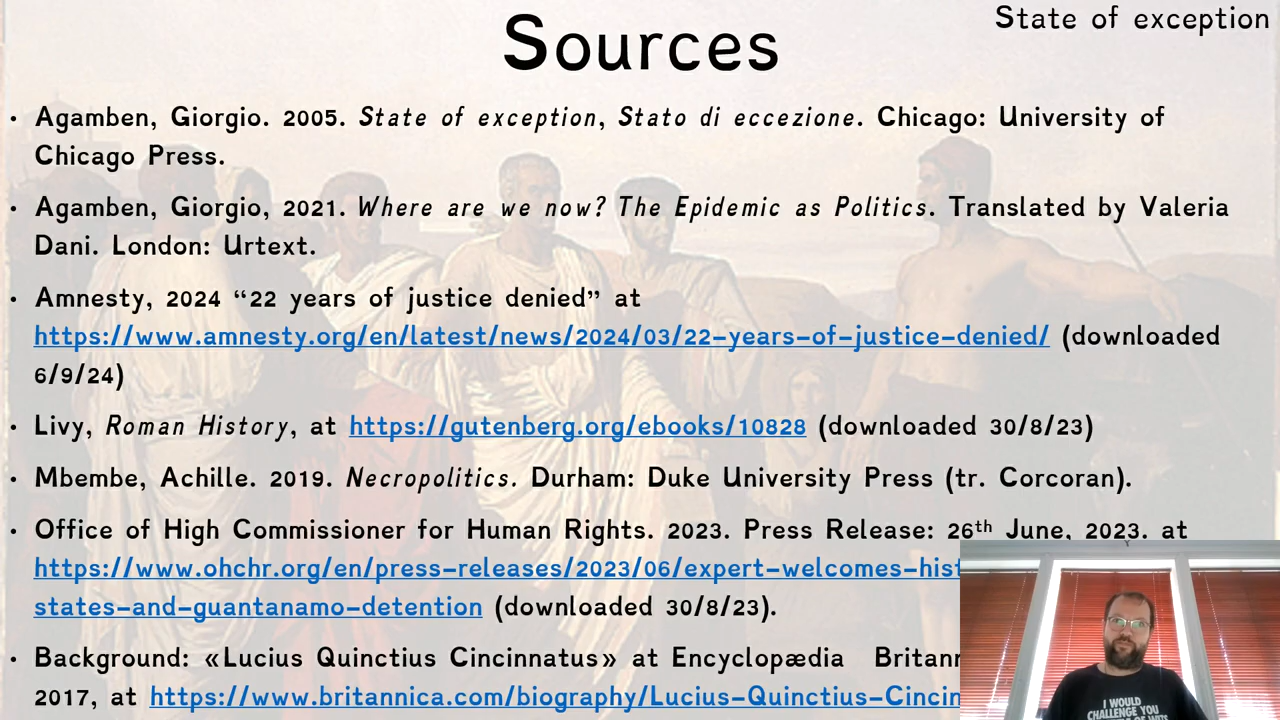 State of exception
Sources
• Agamben, Giorgio. 2005. State of exception, Stato di eccezione. Chicago: University of
Chicago Press.
• Agamben, Giorgio, 2021. Where are we now? The Epidemic as Politics. Translated by Valeria
Dani. London: Urtext.
• Amnesty, 2024 “22 years of justice denied” at
https://www.amnesty.org/en/latest/news/2024/03/22-years-of-justice-denied/ (downloaded
6/9/24)
• Livy, Roman History, at https://gutenberg.org/ebooks/10828 (downloaded 30/8/23)
• Mbembe, Achille. 2019. Necropolitics. Durham: Duke University Press (tr. Corcoran).
• Office of High Commissioner for Human Rights. 2023. Press Release: 26th June, 2023. at
https://www.ohchr.org/en/press-releases/2023/06/expert-welcomes-hist
states-and-guantanamo-detention (downloaded 30/8/23).
• Background: «Lucius Quinctius Cincinnatus» at Encyclopædia Britann
2017, at https://www.britannica.com/biography/Lucius-Quinctius-Cincin
I WOULD
CHALLENGE YOU